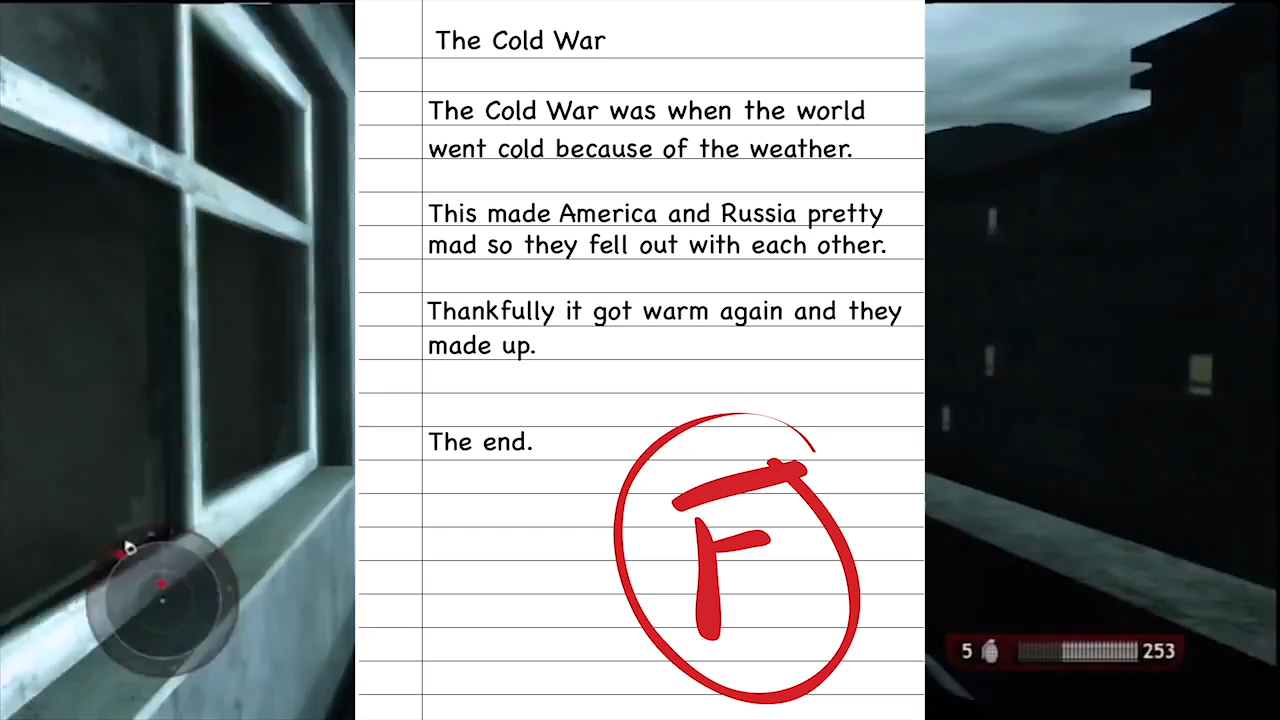 The Cold War
The Cold War was when the world
went cold because of the weather.
This made America and Russia pretty
mad so they fell out with each other.
Thankfully it got warm again and they
made up.
The end.
F
5 253